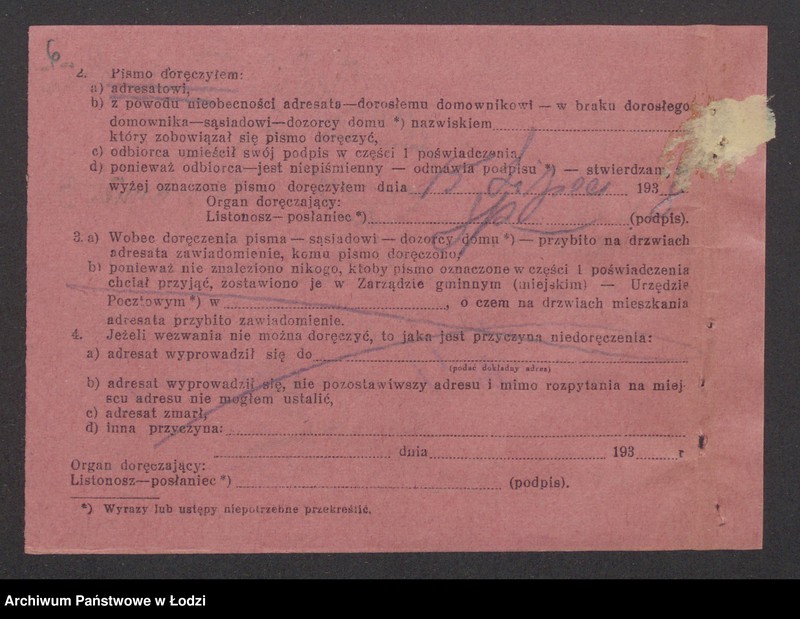 6
2. Pismo doręczyłem:
a) adresatowi,
b) z powodu nieobecności adresata—dorosłemu domownikowi — w braku dorosłego
domownika—sąsiadowi—dozorcy domu *) nazwiskiem
który zobowiązał się pismo doręczyć,
c) odbiorca umieścił swój podpis w części 1 poświadczenia
d) ponieważ odbiorca—jest niepiśmienny — odmawia podpisu *) — stwierdzam,
wyżej oznaczone pismo doręczyłem dnia 15 lipca 193
Organ doręczający:
Listonosz—posłaniec *) (podpis).
3. a) Wobec doręczenia pisma — sąsiadowi — dozorcy domu *) — przybito na drzwiach
adresata zawiadomienie, komu pismo doręczono,
b) ponieważ nie znaleziono nikogo, ktoby pismo oznaczone w części 1 poświadczenia
chciał przyjąć, zostawiono je w Zarządzie gminnym (miejskim) — Urzędzie
Pocztowym *) w , o czem na drzwiach mieszkania
adresata przybito zawiadomienie.
4. Jeżeli wezwania nie można doręczyć, to jaka jest przyczyna niedoręczenia:
a) adresat wyprowadził się do
(podać dokładny adres)
b) adresat wyprowadził się, nie pozostawiwszy adresu i mimo rozpytania na miej-
scu adresu nie mogłem ustalić,
c) adresat zmarł,
d) inna przyczyna:
dnia 193 r
Organ doręczający:
Listonosz—posłaniec *) (podpis).
*) Wyrazy lub ustępy niepotrzebne przekreślić.
Archiwum Państwowe w Łodzi